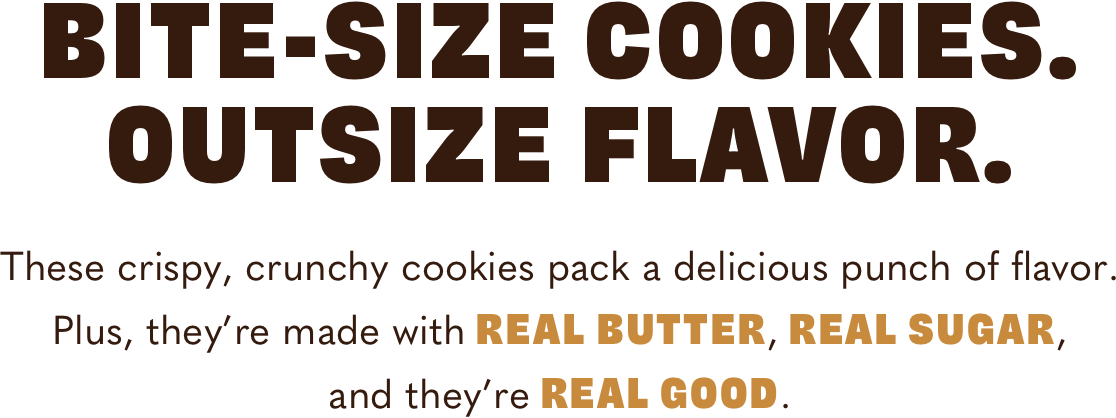 BITE-SIZE COOKIES.
OUTSIZE FLAVOR.
These crispy, crunchy cookies pack a delicious punch of flavor.
Plus, they’re made with REAL BUTTER, REAL SUGAR,
and they’re REAL GOOD.